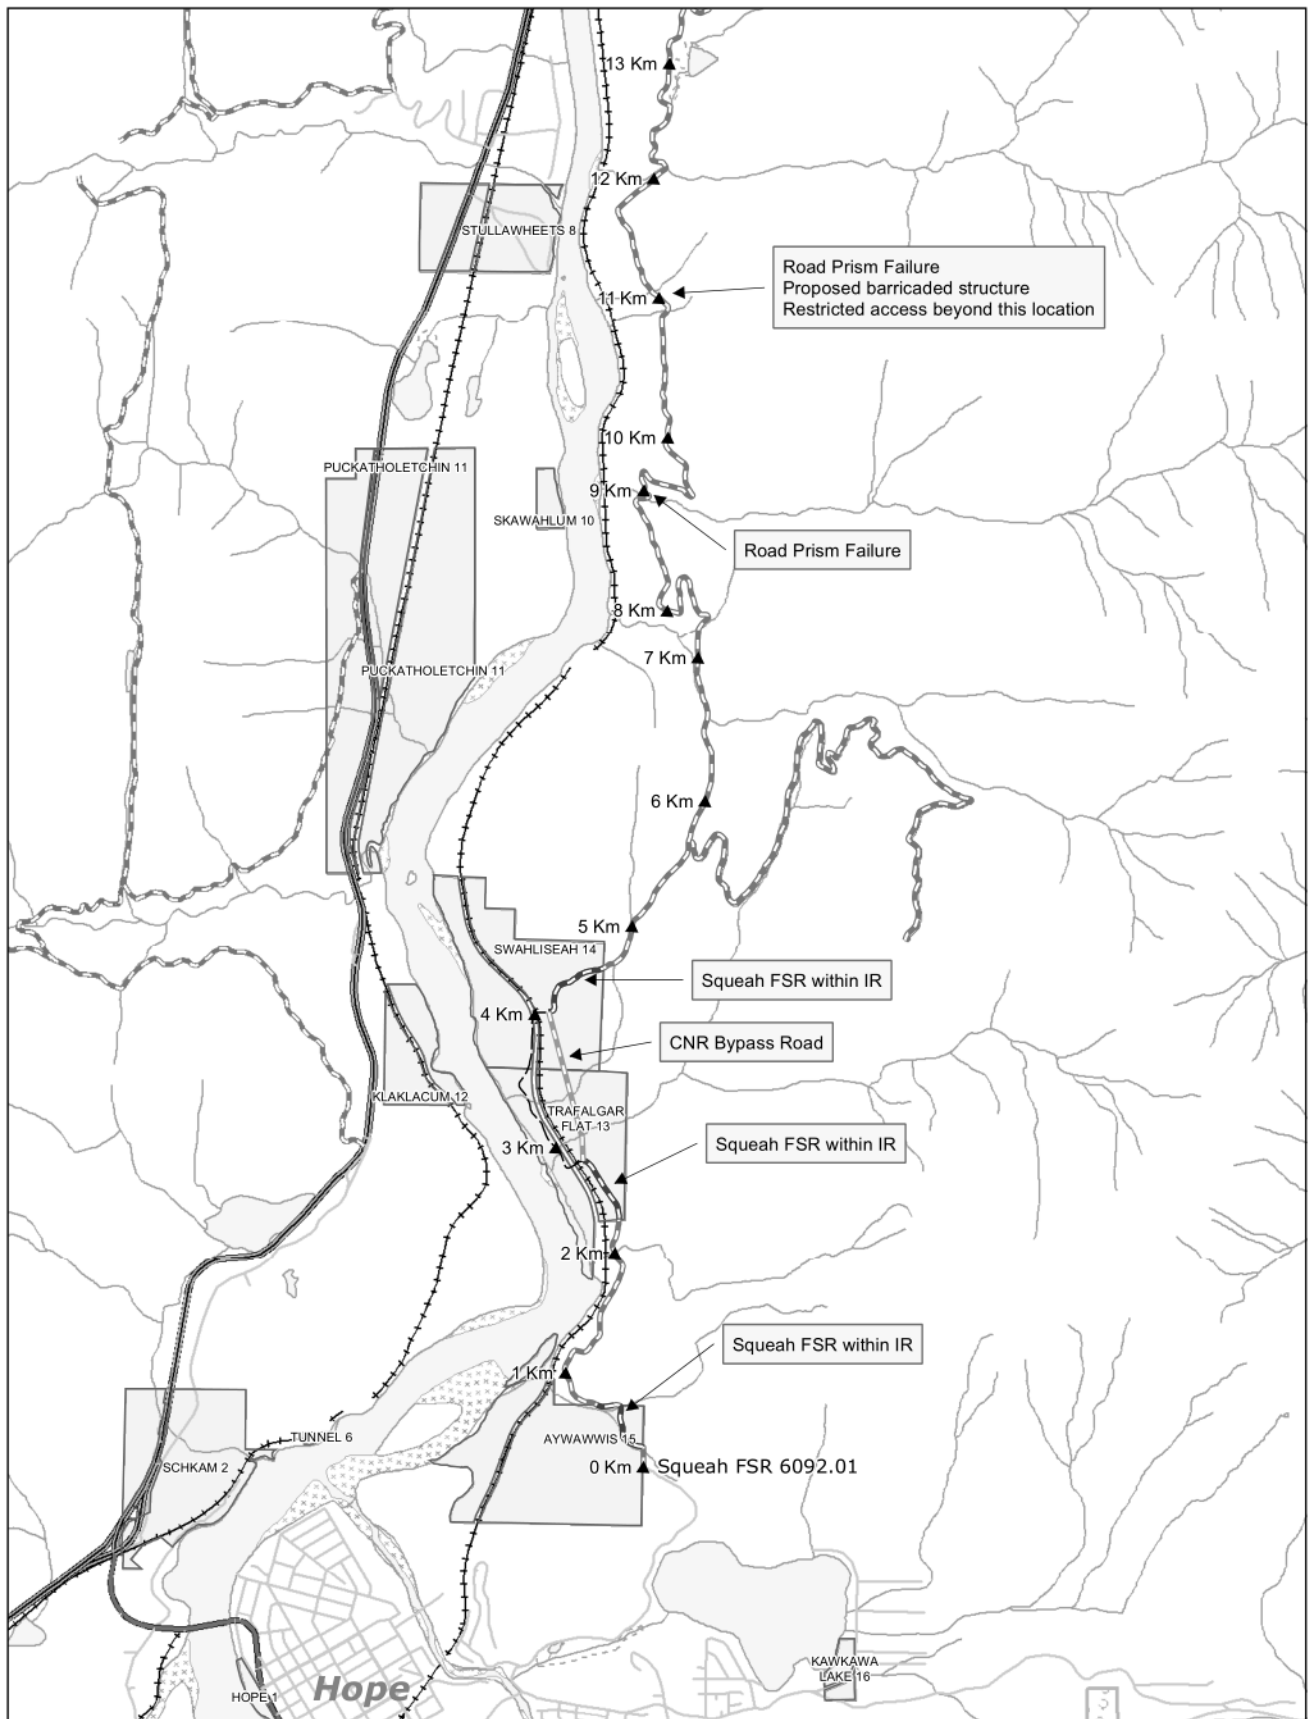 13 Km
12 Km
STULLAWHEETS 8
Road Prism Failure
Proposed barricaded structure
Restricted access beyond this location
11 Km
10 Km
PUCKATHOLETCHIN 11
9 Km
SKAWAHLUM 10
Road Prism Failure
8 Km
7 Km
PUCKATHOLETCHIN 11
6 Km
5 Km
SWAHLISEAH 14
Squeah FSR within IR
4 Km
CNR Bypass Road
KLAKLACUM 12
TRAFALGAR
FLAT 13
3 Km
Squeah FSR within IR
2 Km
Squeah FSR within IR
1 Km
TUNNEL 6
AYWAWWIS 15
SCHKAM 2
0 Km
Squeah FSR 6092.01
KAWKAWA
LAKE 16
HOPE 1
Hope